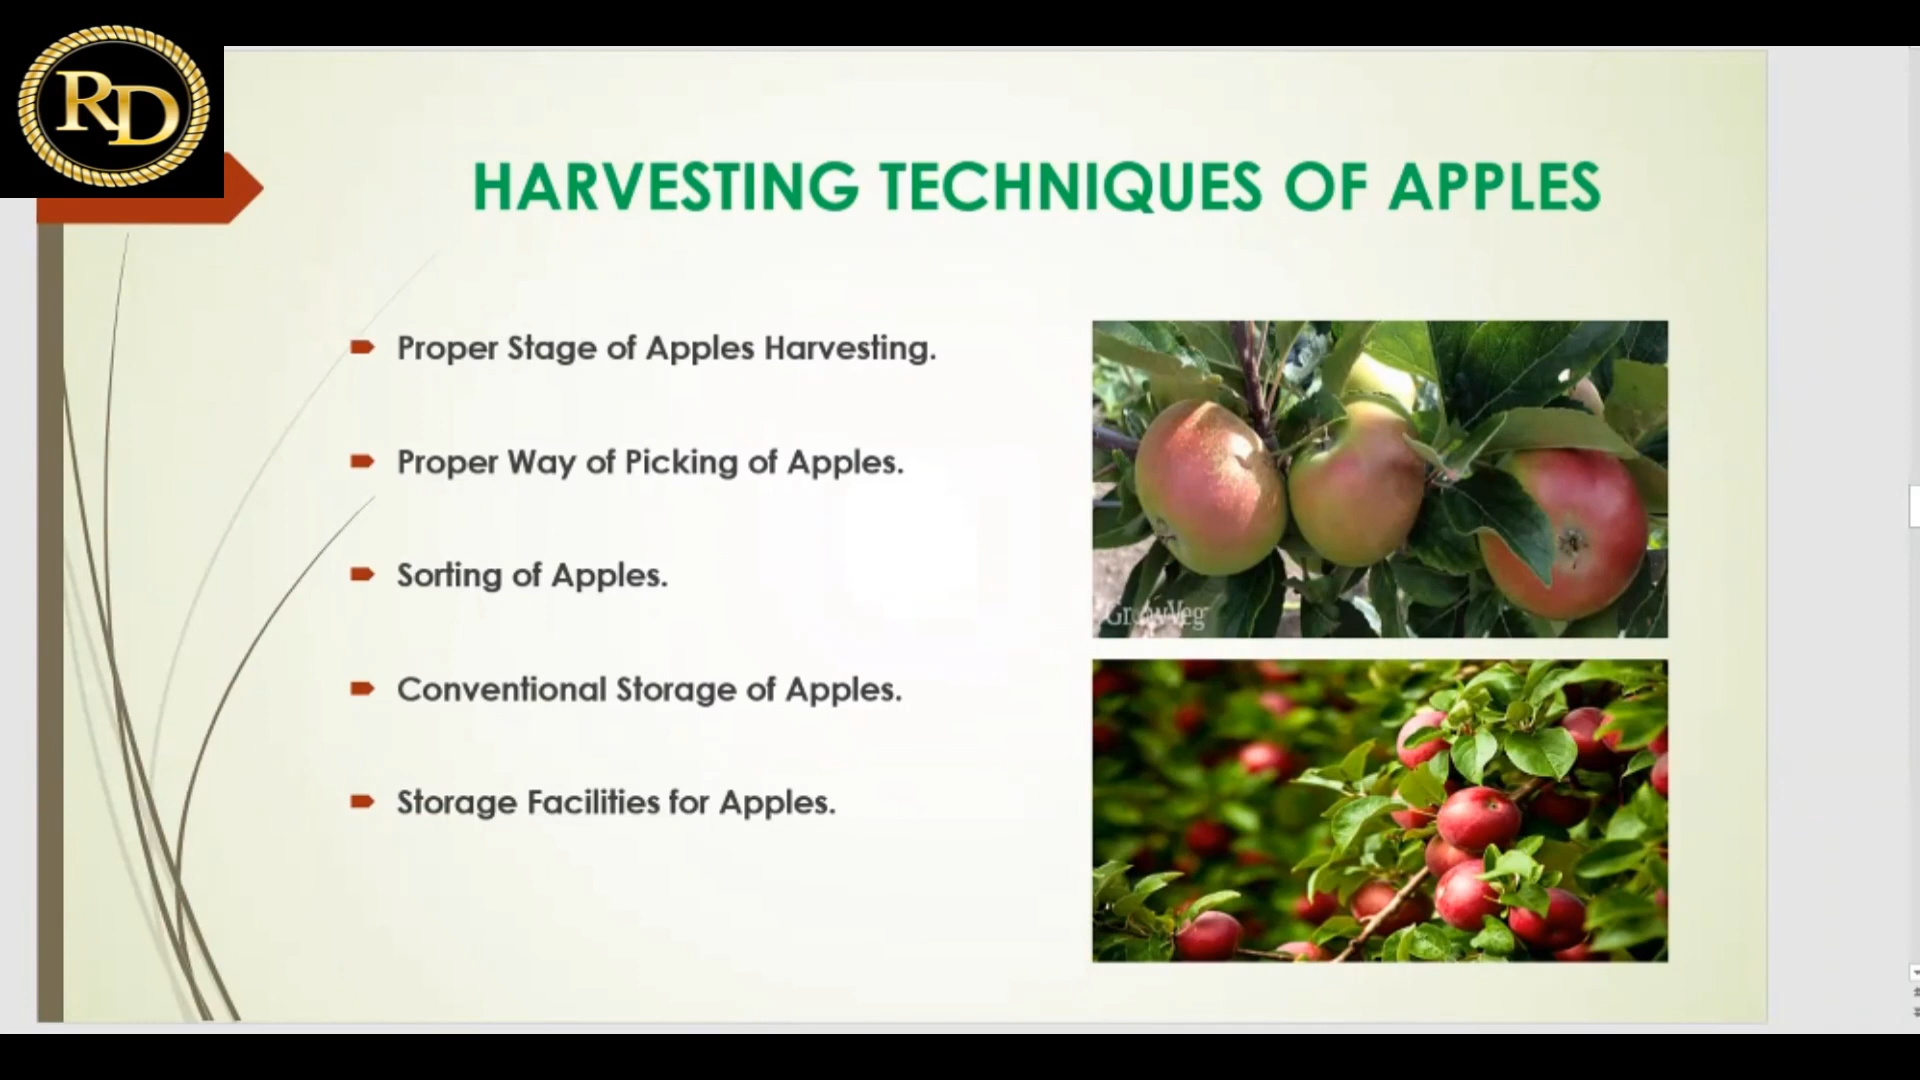 RD
HARVESTING TECHNIQUES OF APPLES
Proper Stage of Apples Harvesting.
Proper Way of Picking of Apples.
Sorting of Apples.
Conventional Storage of Apples.
Storage Facilities for Apples.
GrowVeg